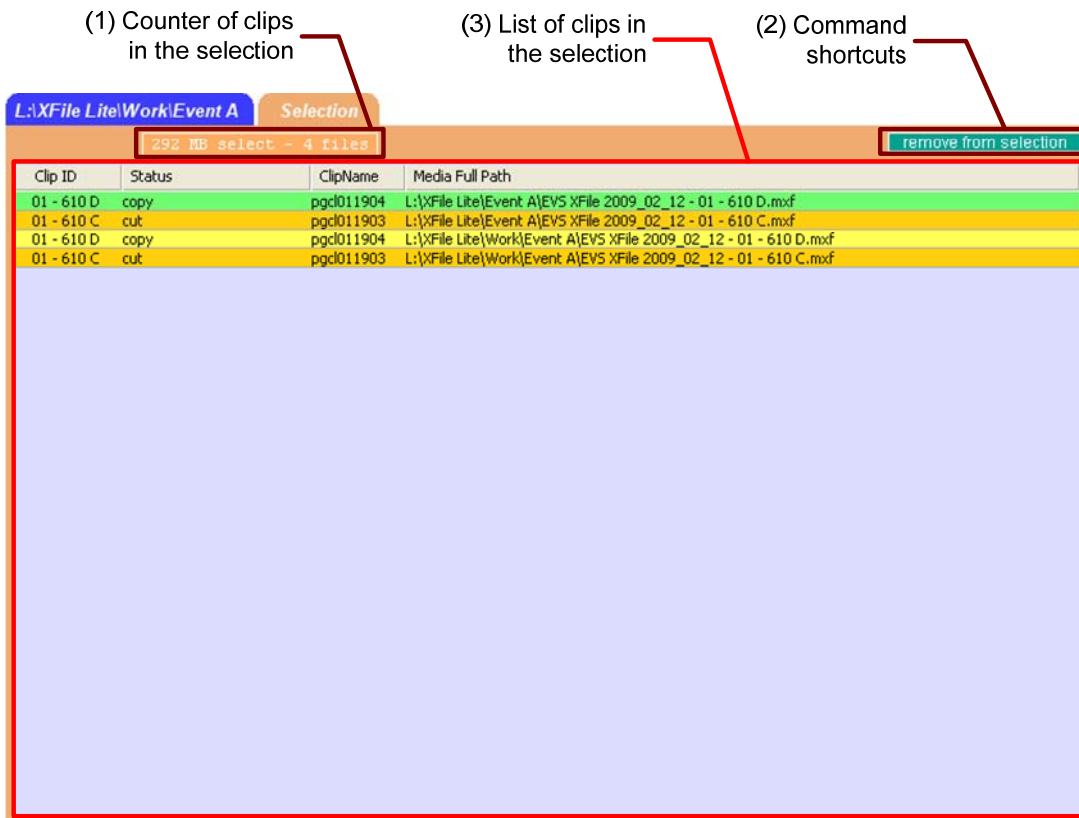 (1) Counter of clips
in the selection
(3) List of clips in
the selection
(2) Command
shortcuts
L:\XFile Lite\Work\Event A
Selection
292 MB select - 4 files
remove from selection
Clip ID Status ClipName Media Full Path
01 - 610 D copy pgcl011904 L:\XFile Lite\Event A\EVS XFile 2009_02_12 - 01 - 610 D.mxf
01 - 610 C cut pgcl011903 L:\XFile Lite\Event A\EVS XFile 2009_02_12 - 01 - 610 C.mxf
01 - 610 D copy pgcl011904 L:\XFile Lite\Work\Event A\EVS XFile 2009_02_12 - 01 - 610 D.mxf
01 - 610 C cut pgcl011903 L:\XFile Lite\Work\Event A\EVS XFile 2009_02_12 - 01 - 610 C.mxf